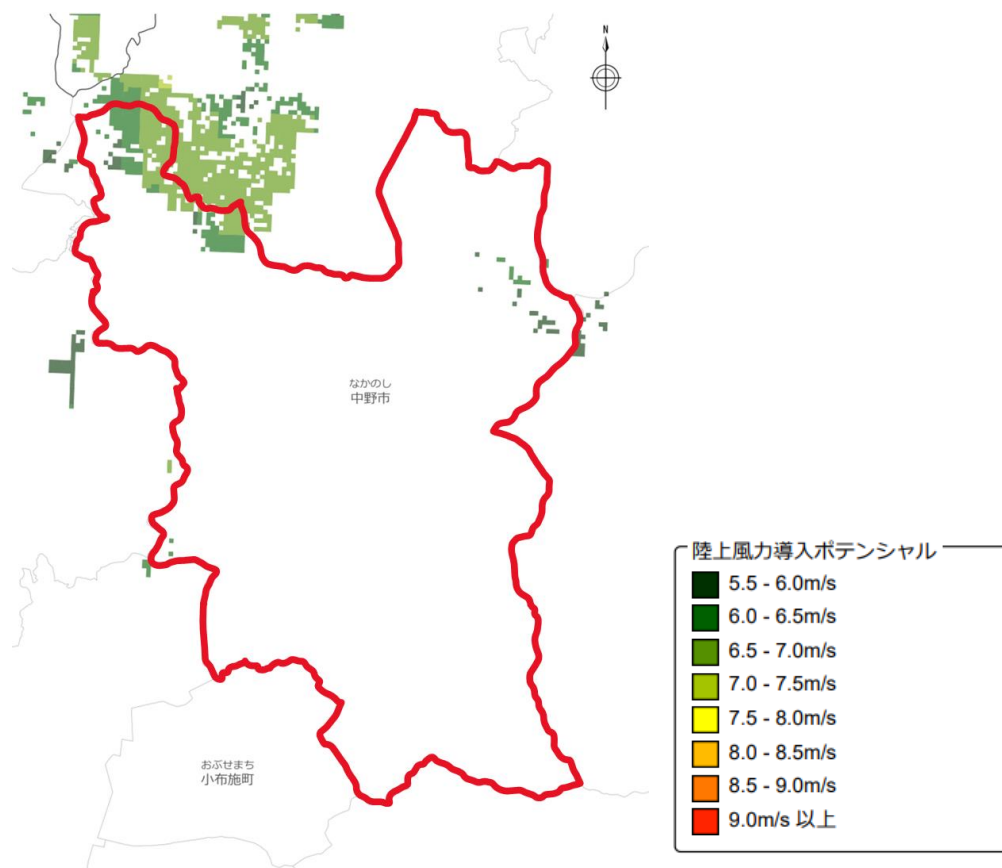 N
なかのし
中野市
おぶせまち
小布施町
陸上風力導入ポテンシャル
5.5 - 6.0m/s
6.0 - 6.5m/s
6.5 - 7.0m/s
7.0 - 7.5m/s
7.5 - 8.0m/s
8.0 - 8.5m/s
8.5 - 9.0m/s
9.0m/s 以上